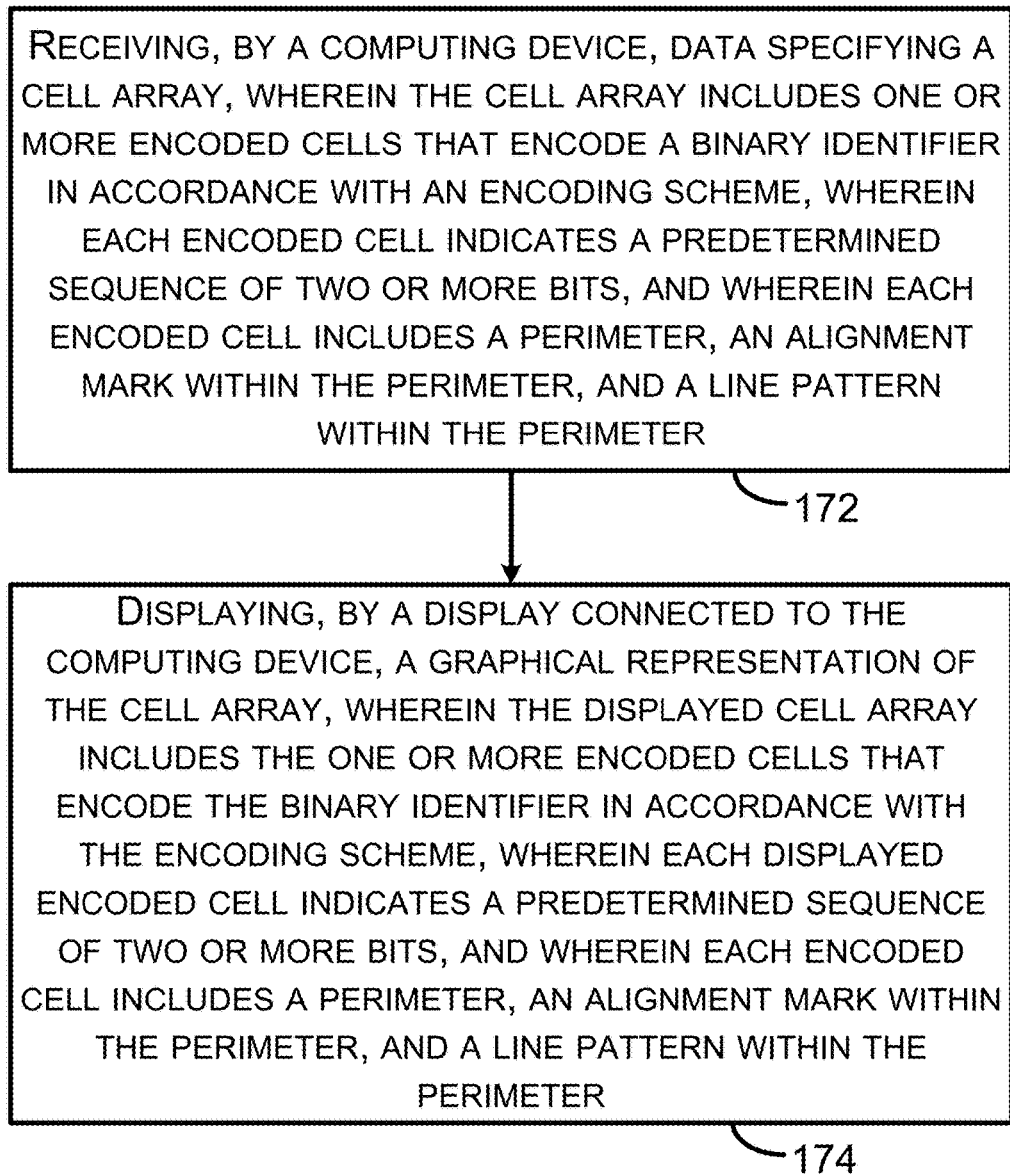 RECEIVING, BY A COMPUTING DEVICE, DATA SPECIFYING A
CELL ARRAY, WHEREIN THE CELL ARRAY INCLUDES ONE OR
MORE ENCODED CELLS THAT ENCODE A BINARY IDENTIFIER
IN ACCORDANCE WITH AN ENCODING SCHEME, WHEREIN
EACH ENCODED CELL INDICATES A PREDETERMINED
SEQUENCE OF TWO OR MORE BITS, AND WHEREIN EACH
ENCODED CELL INCLUDES A PERIMETER, AN ALIGNMENT
MARK WITHIN THE PERIMETER, AND A LINE PATTERN
WITHIN THE PERIMETER
172
DISPLAYING, BY A DISPLAY CONNECTED TO THE
COMPUTING DEVICE, A GRAPHICAL REPRESENTATION OF
THE CELL ARRAY, WHEREIN THE DISPLAYED CELL ARRAY
INCLUDES THE ONE OR MORE ENCODED CELLS THAT
ENCODE THE BINARY IDENTIFIER IN ACCORDANCE WITH
THE ENCODING SCHEME, WHEREIN EACH DISPLAYED
ENCODED CELL INDICATES A PREDETERMINED SEQUENCE
OF TWO OR MORE BITS, AND WHEREIN EACH ENCODED
CELL INCLUDES A PERIMETER, AN ALIGNMENT MARK WITHIN
THE PERIMETER, AND A LINE PATTERN WITHIN THE
PERIMETER
174